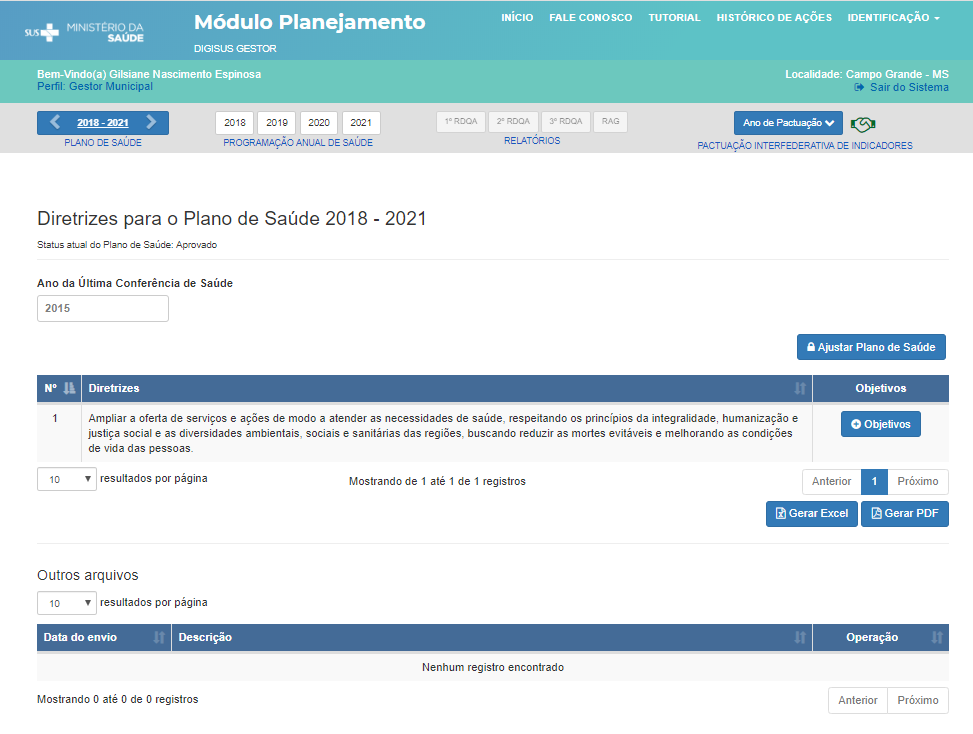 SUS MINISTÉRIO DA
SAÚDE
Módulo Planejamento
DIGISUS GESTOR
INÍCIO FALE CONOSCO TUTORIAL HISTÓRICO DE AÇÕES IDENTIFICAÇÃO
Bem-Vindo(a) Gilsiane Nascimento Espinosa
Perfil: Gestor Municipal
Localidade: Campo Grande - MS
Sair do Sistema
2018 - 2021
PLANO DE SAÚDE
2018 2019 2020 2021
PROGRAMAÇÃO ANUAL DE SAÚDE
1º RDQA 2º RDQA 3º RDQA RAG
RELATÓRIOS
Ano de Pactuação
PACTUAÇÃO INTERFEDERATIVA DE INDICADORES
Diretrizes para o Plano de Saúde 2018 - 2021
Status atual do Plano de Saúde: Aprovado
Ano da Última Conferência de Saúde
2015
Ajustar Plano de Saúde
Nº Diretrizes Objetivos
1 Ampliar a oferta de serviços e ações de modo a atender as necessidades de saúde, respeitando os princípios da integralidade, humanização e
justiça social e as diversidades ambientais, sociais e sanitárias das regiões, buscando reduzir as mortes evitáveis e melhorando as condições
de vida das pessoas.
Objetivos
10 resultados por página
Mostrando de 1 até 1 de 1 registros
Anterior 1 Próximo
Gerar Excel Gerar PDF
Outros arquivos
10 resultados por página
Data do envio Descrição Operação
Nenhum registro encontrado
Mostrando 0 até 0 de 0 registros
Anterior Próximo